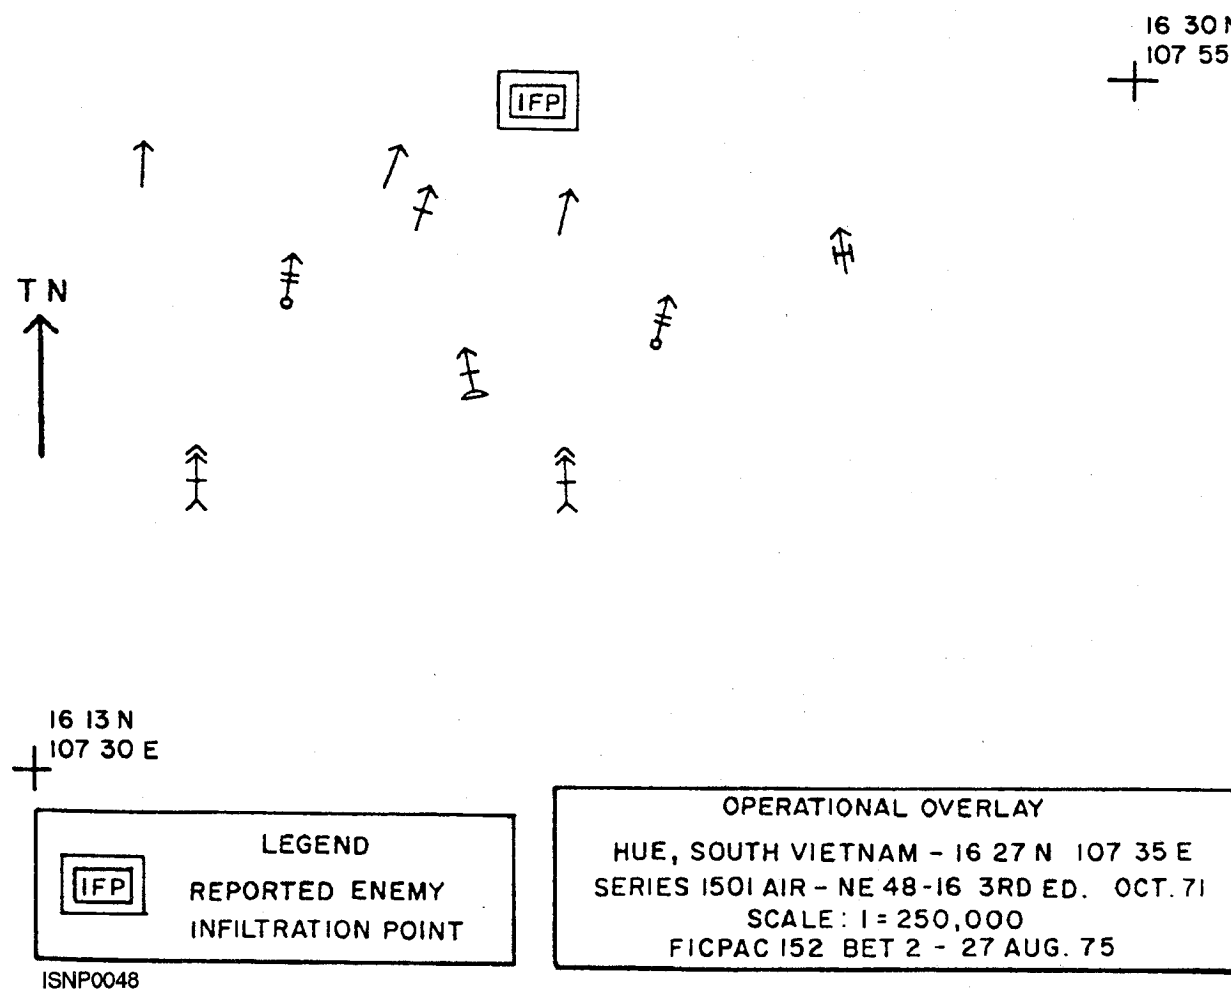 16 30 N
107 55
IFP
T N
16 13 N
107 30 E
LEGEND
IFP
REPORTED ENEMY
INFILTRATION POINT
OPERATIONAL OVERLAY
HUE, SOUTH VIETNAM - 16 27 N 107 35 E
SERIES 1501 AIR - NE 48-16 3RD ED. OCT. 71
SCALE: 1 = 250,000
FICPAC 152 BET 2 - 27 AUG. 75
ISNP0048